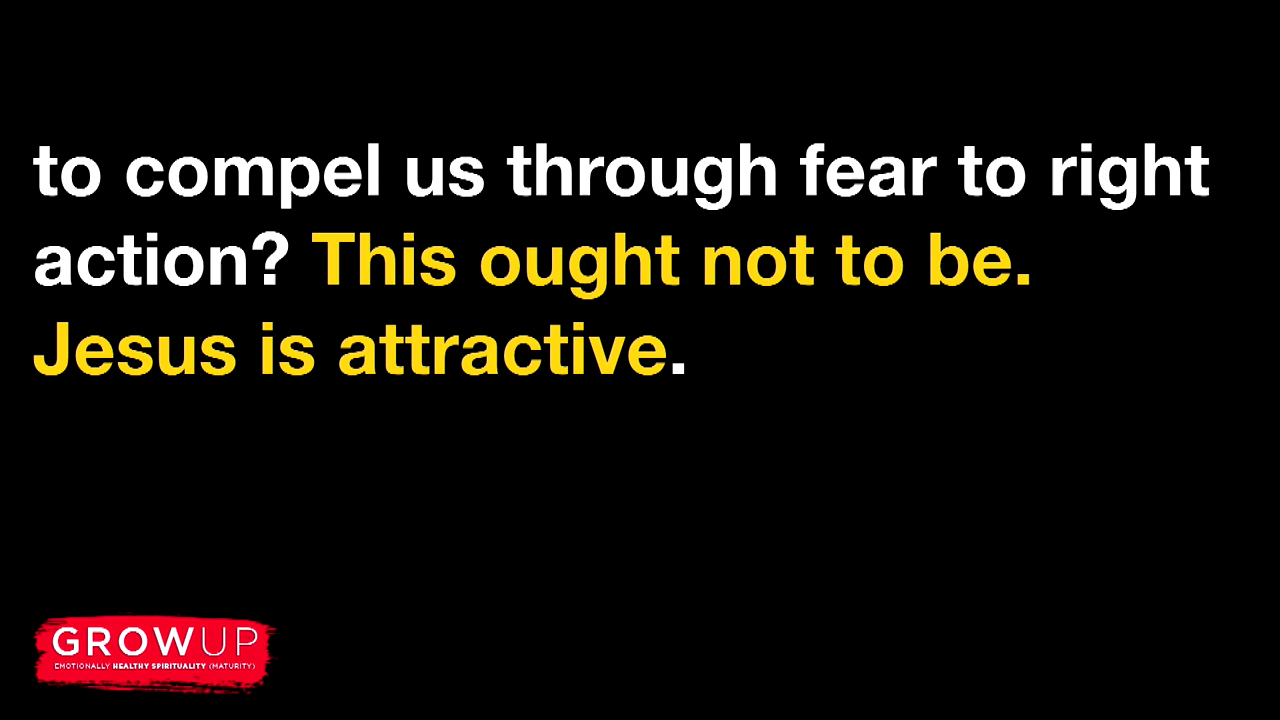 to compel us through fear to right
action? This ought not to be.
Jesus is attractive.
GROWUP
EMOTIONALLY HEALTHY SPIRITUALITY (MATURITY)